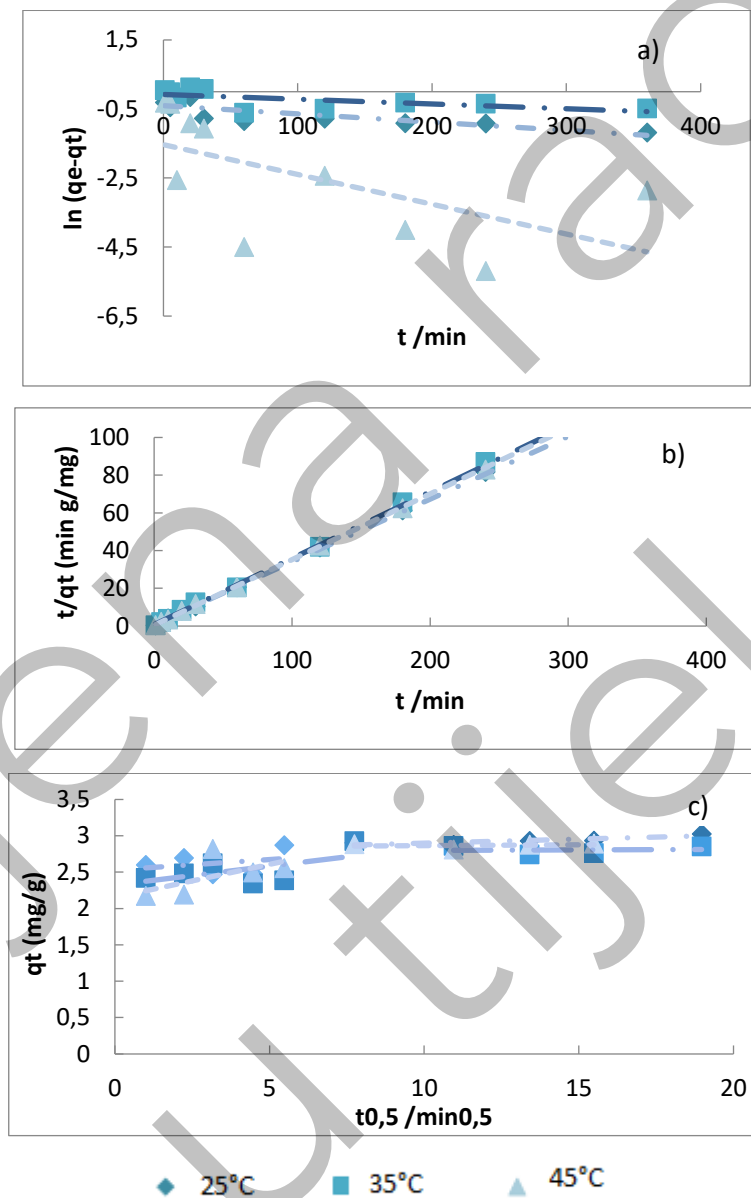 a)
1,5
-0,5
-2,5
-4,5
-6,5
0 100 200 300 400
ln (qe-qt)
t /min
b)
100
80
60
40
20
0
0 100 200 300 400
t/qt (min g/mg)
t /min
c)
3,5
3
2,5
2
1,5
1
0,5
0
0 5 10 15 20
qt (mg/g)
t0,5 /min0,5
25°C 35°C 45°C